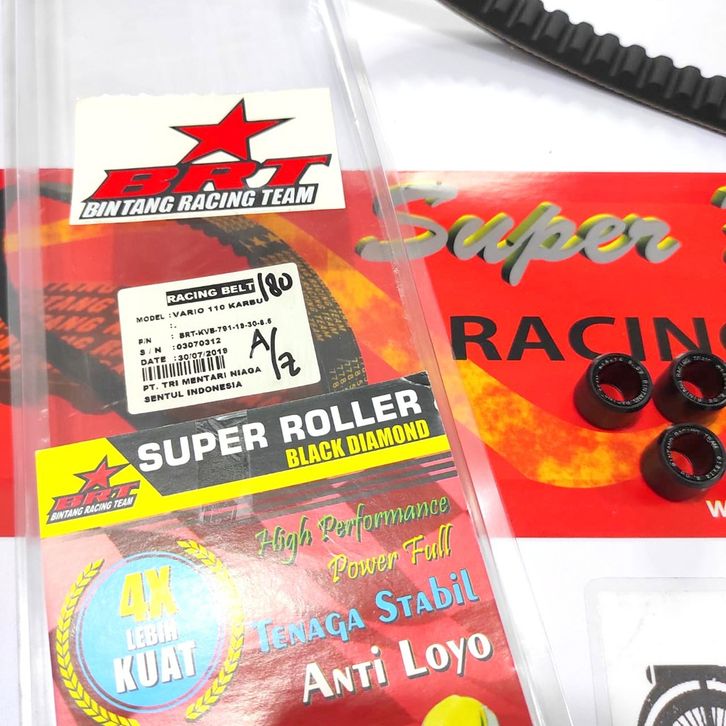 BRT
BINTANG RACING TEAM
RACING BELT
180
MODEL : VARIO 110 KARBU
P/N : BRT-KVB-791-19-30-8.5
S / N : 03070312
DATE : 30/07/2019
A/z
PT. TRI MENTARI NIAGA
SENTUL INDONESIA
Super
RACING
SUPER ROLLER
BLACK DIAMOND
BRT
BINTANG RACING TEAM
High Performance
Power Full
4X
LEBIH
KUAT
TENAGA STABIL
ANTI LOYO
W